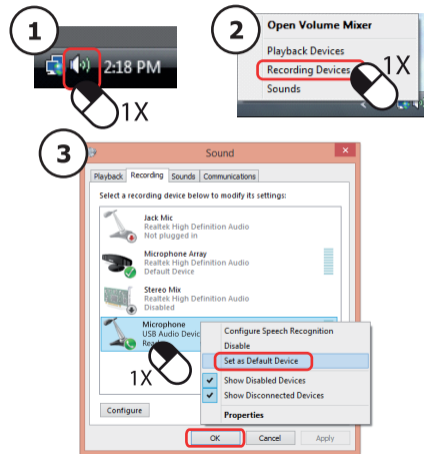 1
2:18 PM
1X
2
Open Volume Mixer
Playback Devices
Recording Devices
Sounds
1X
3
Sound
Playback
Recording
Sounds
Communications
Select a recording device below to modify its settings:
Jack Mic
Realtek High Definition Audio
Not plugged in
Microphone Array
Realtek High Definition Audio
Default Device
Stereo Mix
Realtek High Definition Audio
Disabled
Microphone
USB Audio
1X
Configure Speech Recognition
Disable
Set as Default Device
Show Disabled Devices
Show Disconnected Devices
Properties
Configure
OK
Cancel
Apply